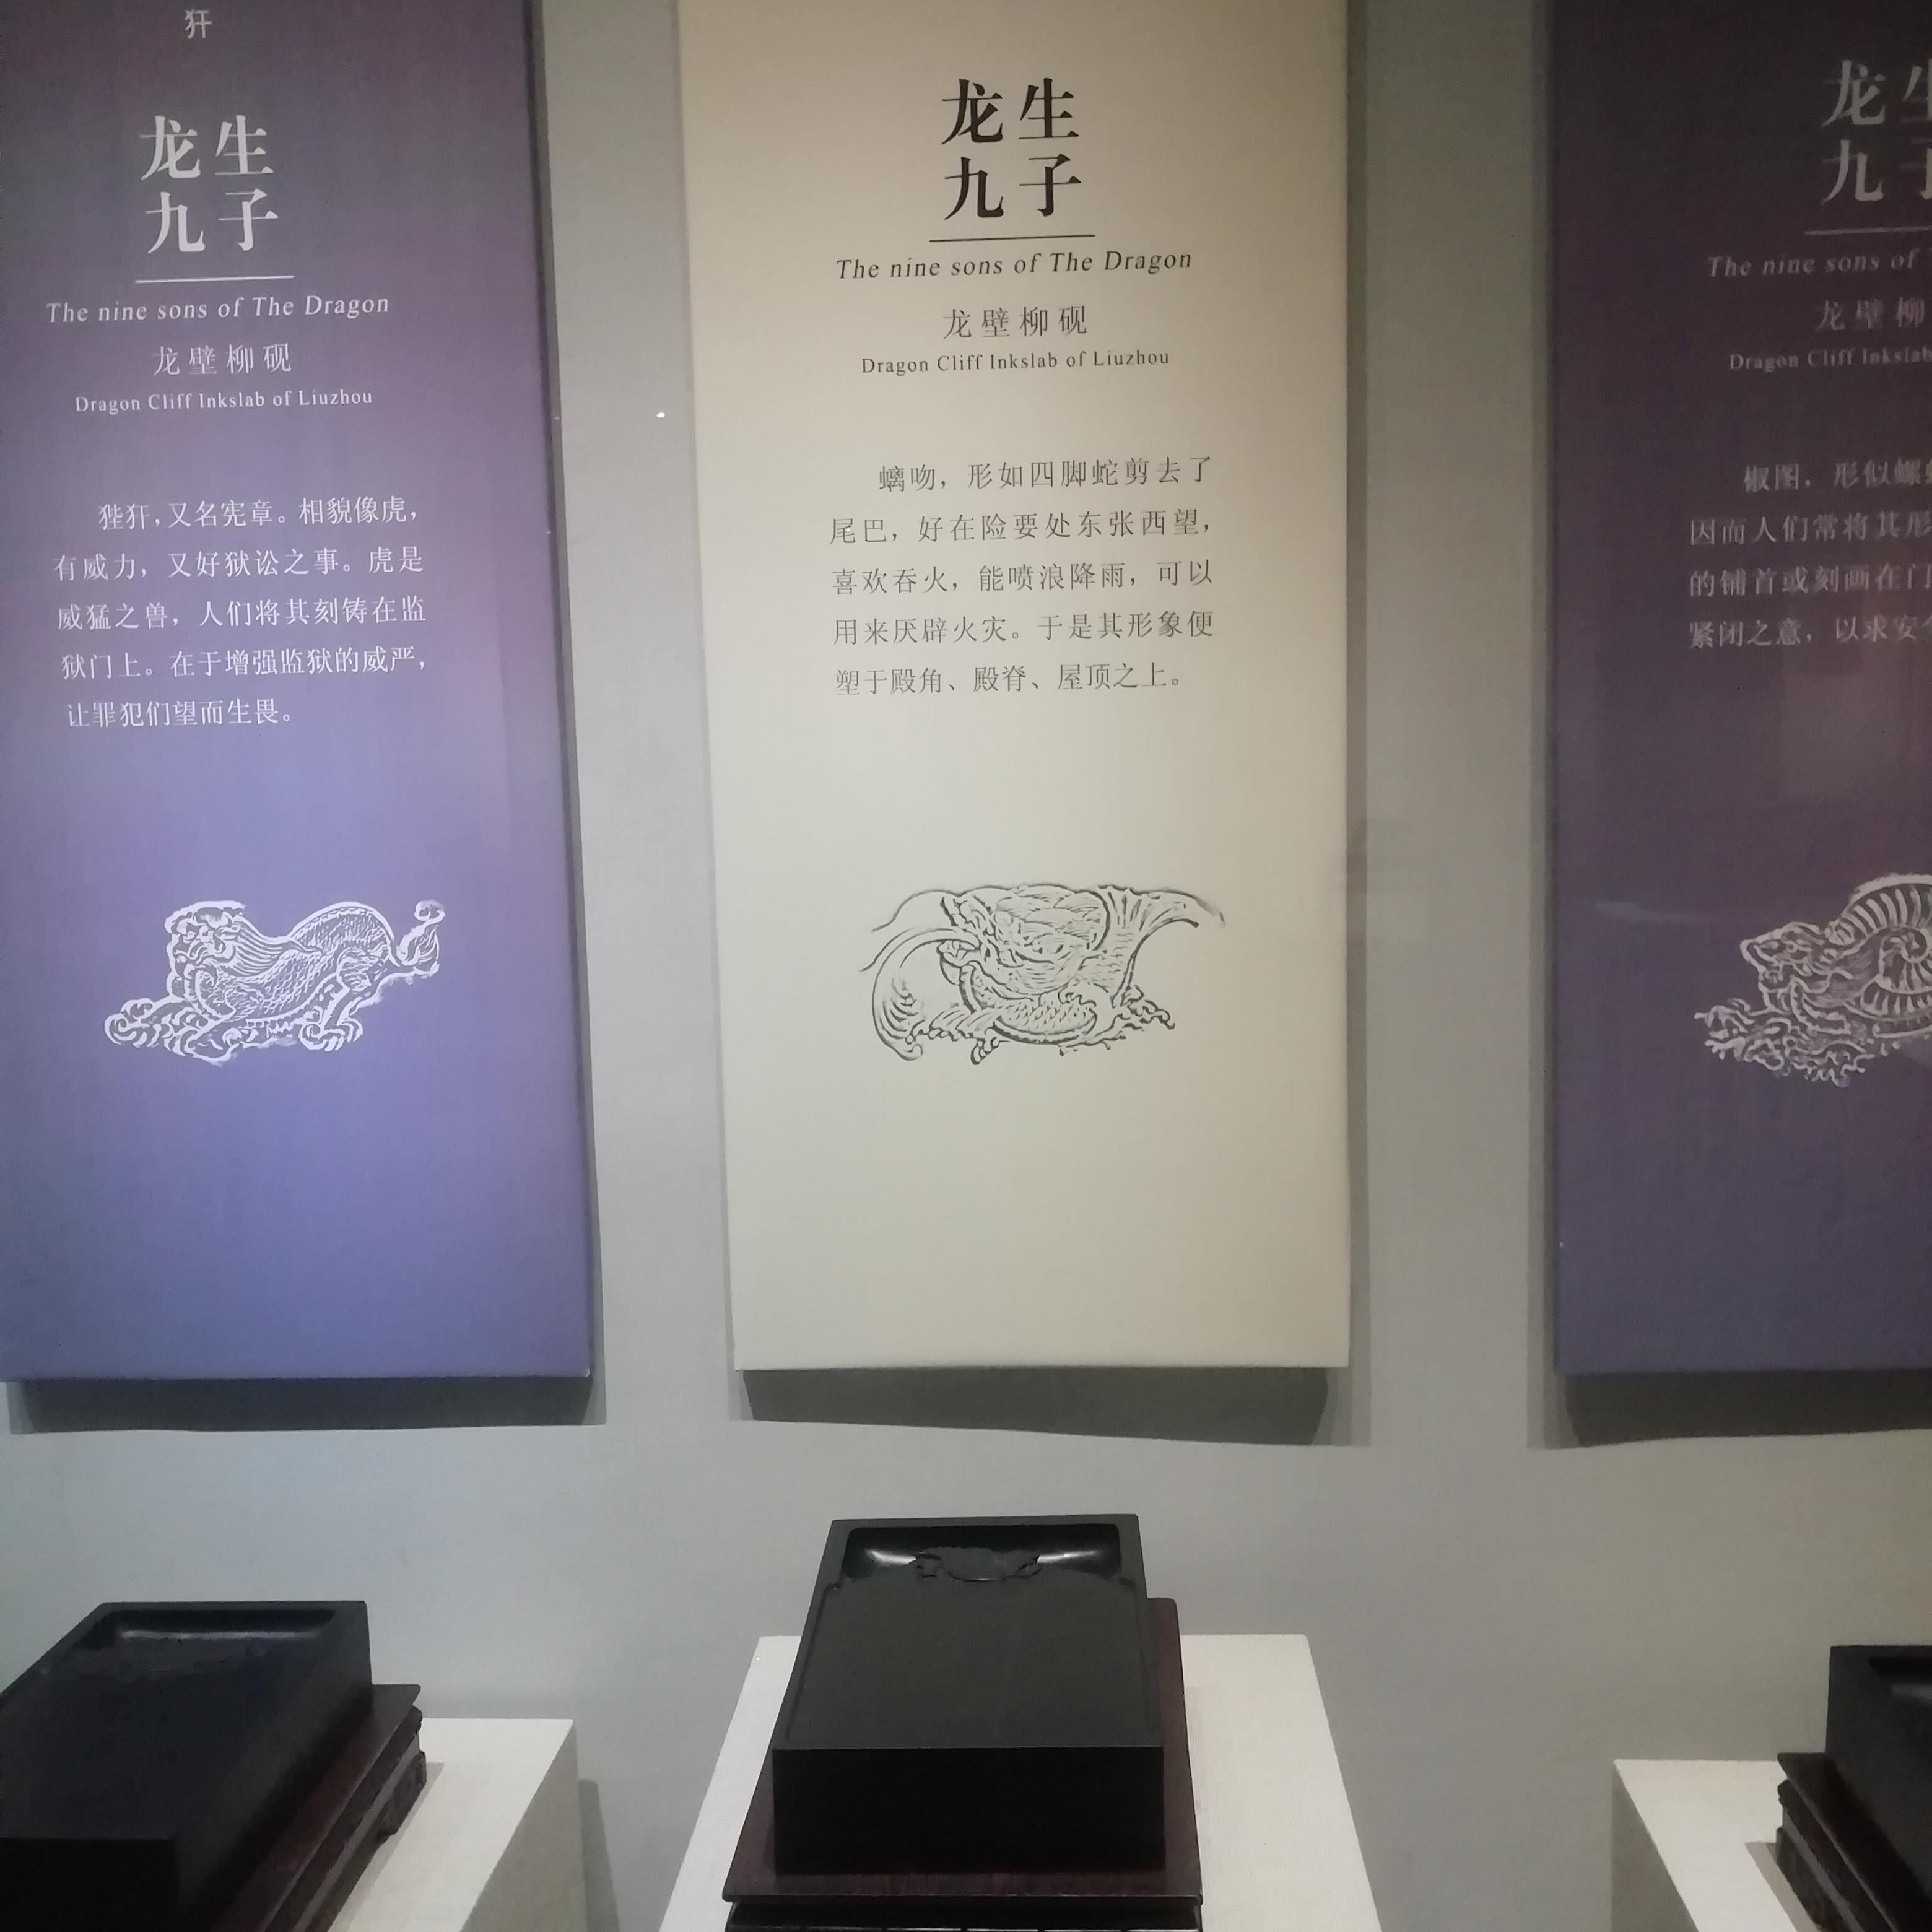 犴
龙生
九子
The nine sons of The Dragon
龙壁柳砚
Dragon Cliff Inkslab of Liuzhou
狴犴，又名宪章。相貌像虎，
有威力，又好狱讼之事。虎是
威猛之兽，人们将其刻铸在监
狱门上。在于增强监狱的威严，
让罪犯们望而生畏。
龙生
九子
The nine sons of The Dragon
龙壁柳砚
Dragon Cliff Inkslab of Liuzhou
螭吻，形如四脚蛇剪去了
尾巴，好在险要处东张西望，
喜欢吞火，能喷浪降雨，可以
用来厌辟火灾。于是其形象便
塑于殿角、殿脊、屋顶之上。
龙生
九子
The nine sons of
龙壁柳
Dragon Cliff Inkslab
椒图，形似螺
因而人们常将其形
的铺首或刻画在门
紧闭之意，以求安